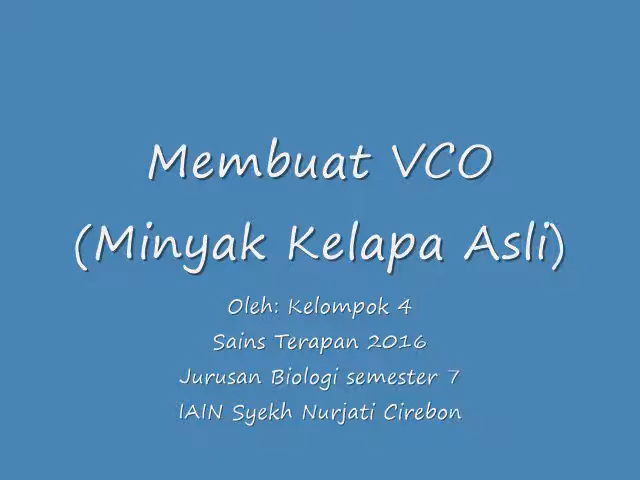 Membuat VCO
(Minyak Kelapa Asli)
Oleh: Kelompok 4
Sains Terapan 2016
Jurusan Biologi semester 7
IAIN Syekh Nurjati Cirebon